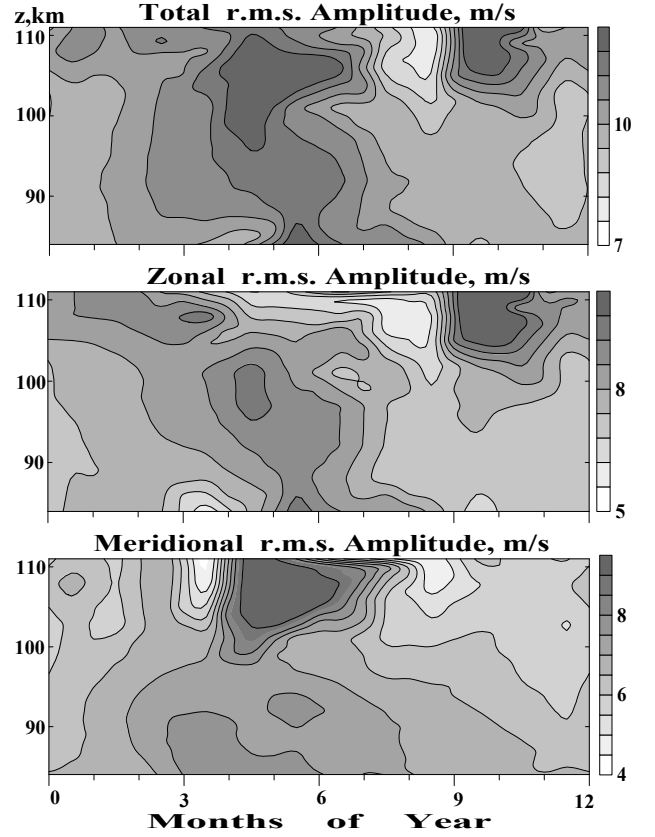 Total r.m.s. Amplitude, m/s
z,km
110
100
90
10
7
Zonal r.m.s. Amplitude, m/s
110
100
90
8
5
Meridional r.m.s. Amplitude, m/s
110
100
90
8
6
4
0 3 6 9 12
Months of Year